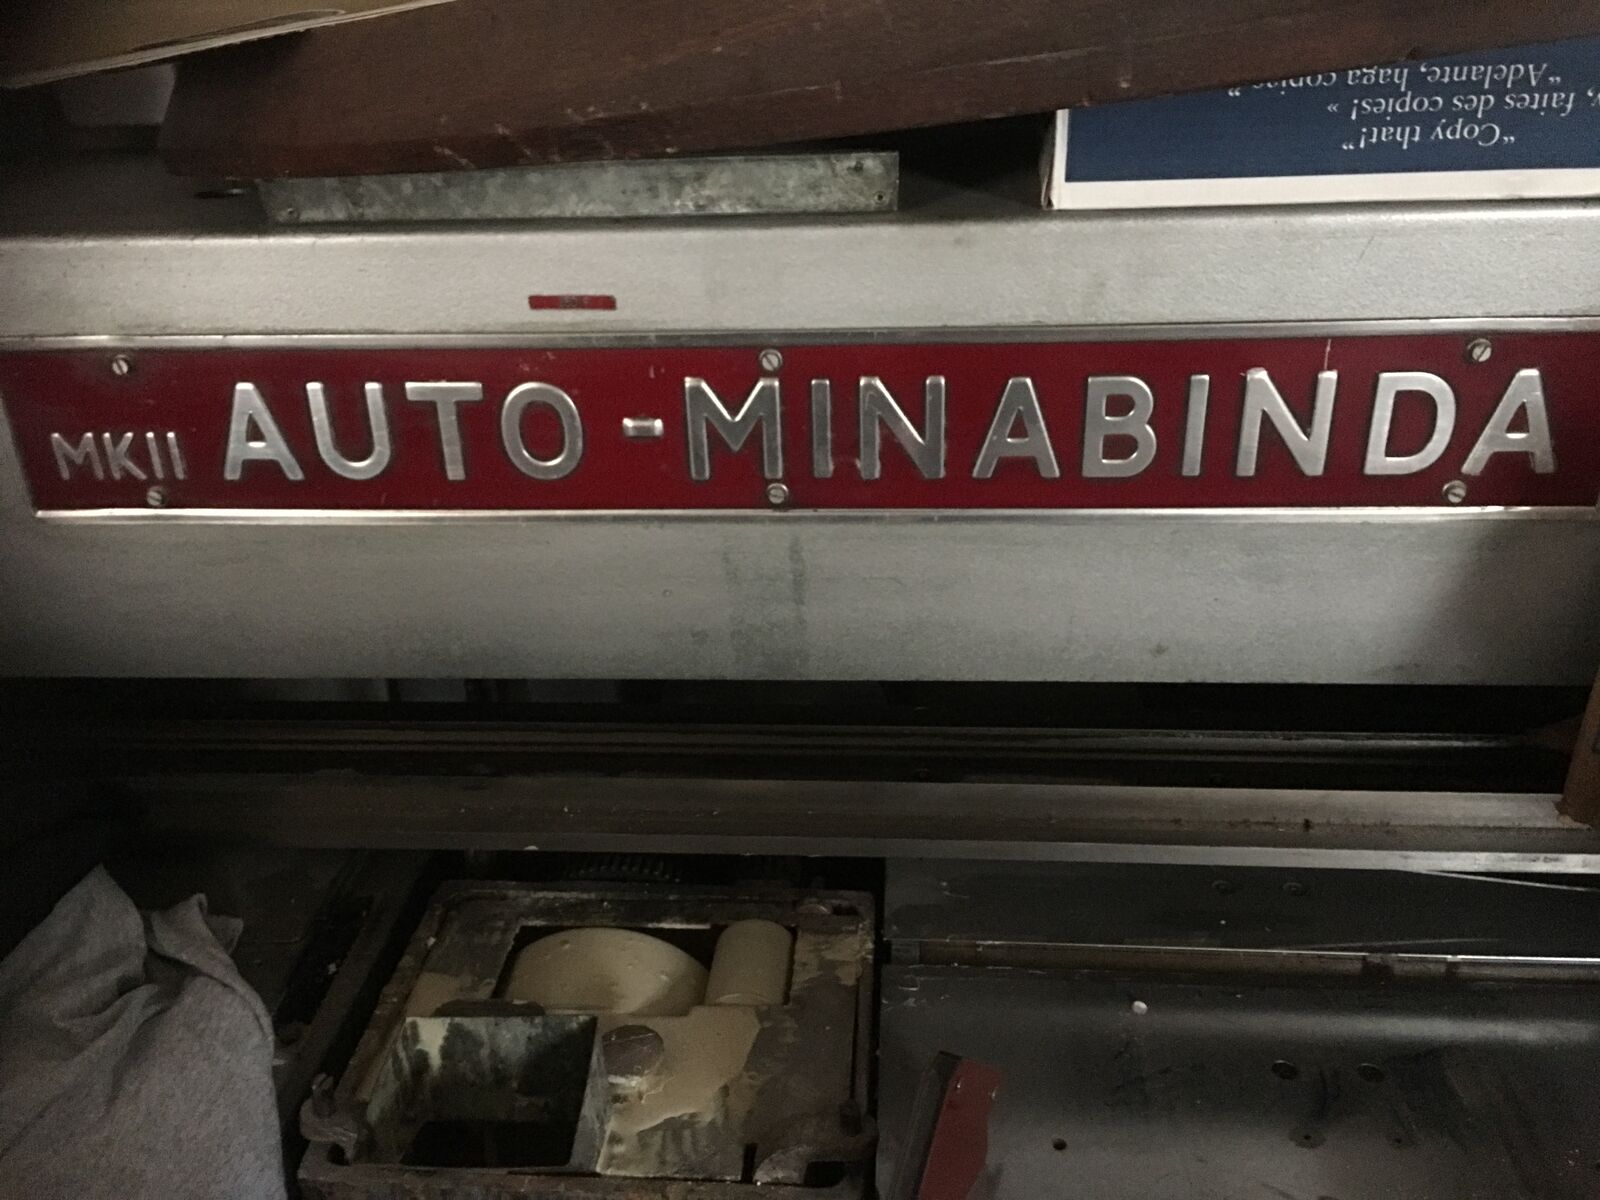 "Copy that!"
, faites des copies! »
"Adelante, haga copias"
MKII AUTO-MINABINDA